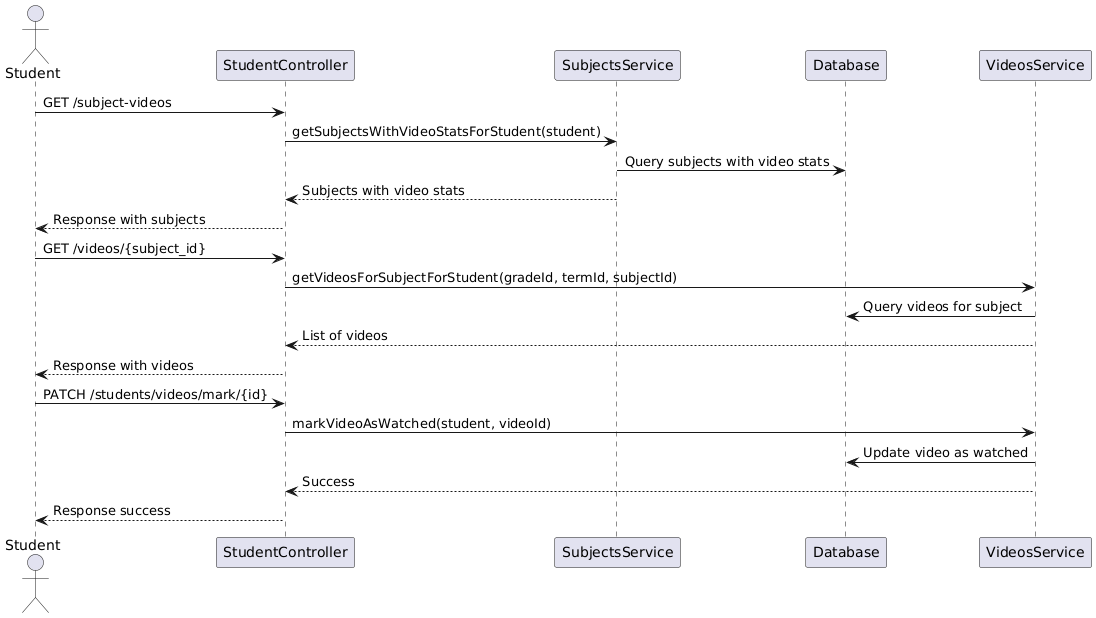 Student
StudentController
SubjectsService
Database
VideosService
GET /subject-videos
getSubjectsWithVideoStatsForStudent(student)
Query subjects with video stats
Subjects with video stats
Response with subjects
GET /videos/{subject_id}
getVideosForSubjectForStudent(gradeId, termId, subjectId)
Query videos for subject
List of videos
Response with videos
PATCH /students/videos/mark/{id}
markVideoAsWatched(student, videoId)
Update video as watched
Success
Response success
Student
StudentController
SubjectsService
Database
VideosService